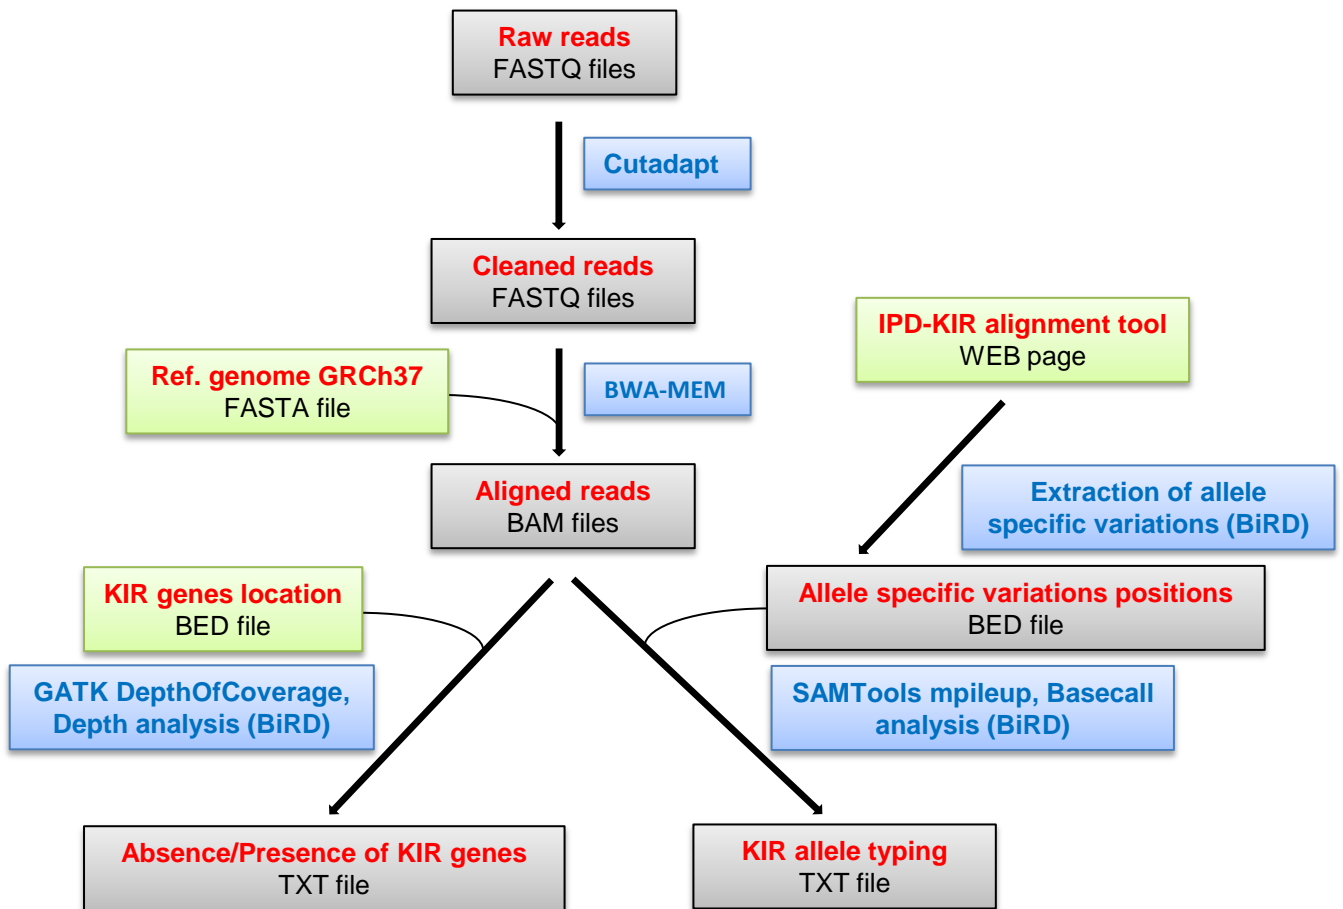 Raw reads
FASTQ files
Cutadapt
Cleaned reads
FASTQ files
IPD-KIR alignment tool
WEB page
Ref. genome GRCh37
FASTA file
BWA-MEM
Aligned reads
BAM files
Extraction of allele
specific variations (BiRD)
KIR genes location
BED file
Allele specific variations positions
BED file
GATK DepthOfCoverage,
Depth analysis (BiRD)
SAMTools mpileup, Basecall
analysis (BiRD)
Absence/Presence of KIR genes
TXT file
KIR allele typing
TXT file